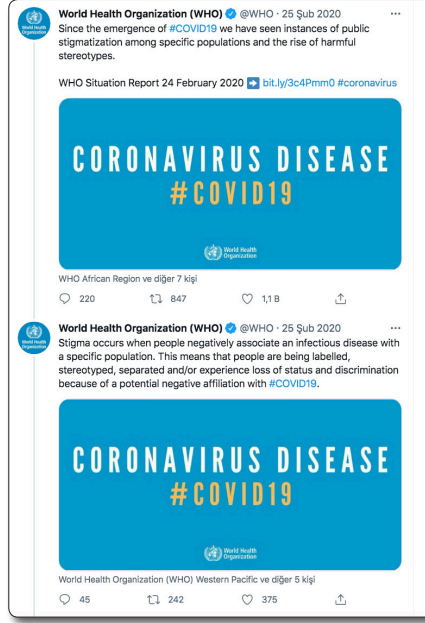 World Health Organization (WHO) @WHO · 25 Şub 2020 ...
Since the emergence of #COVID19 we have seen instances of public
stigmatization among specific populations and the rise of harmful
stereotypes.
WHO Situation Report 24 February 2020 ➡️ bit.ly/3c4Pmm0 #coronavirus
CORONAVIRUS DISEASE
#COVID19
World Health
Organization
WHO African Region ve diğer 7 kişi
220 847 1,1 B
World Health Organization (WHO) @WHO · 25 Şub 2020 ...
Stigma occurs when people negatively associate an infectious disease with
a specific population. This means that people are being labelled,
stereotyped, separated and/or experience loss of status and discrimination
because of a potential negative affiliation with #COVID19.
CORONAVIRUS DISEASE
#COVID19
World Health
Organization
World Health Organization (WHO) Western Pacific ve diğer 5 kişi
45 242 375